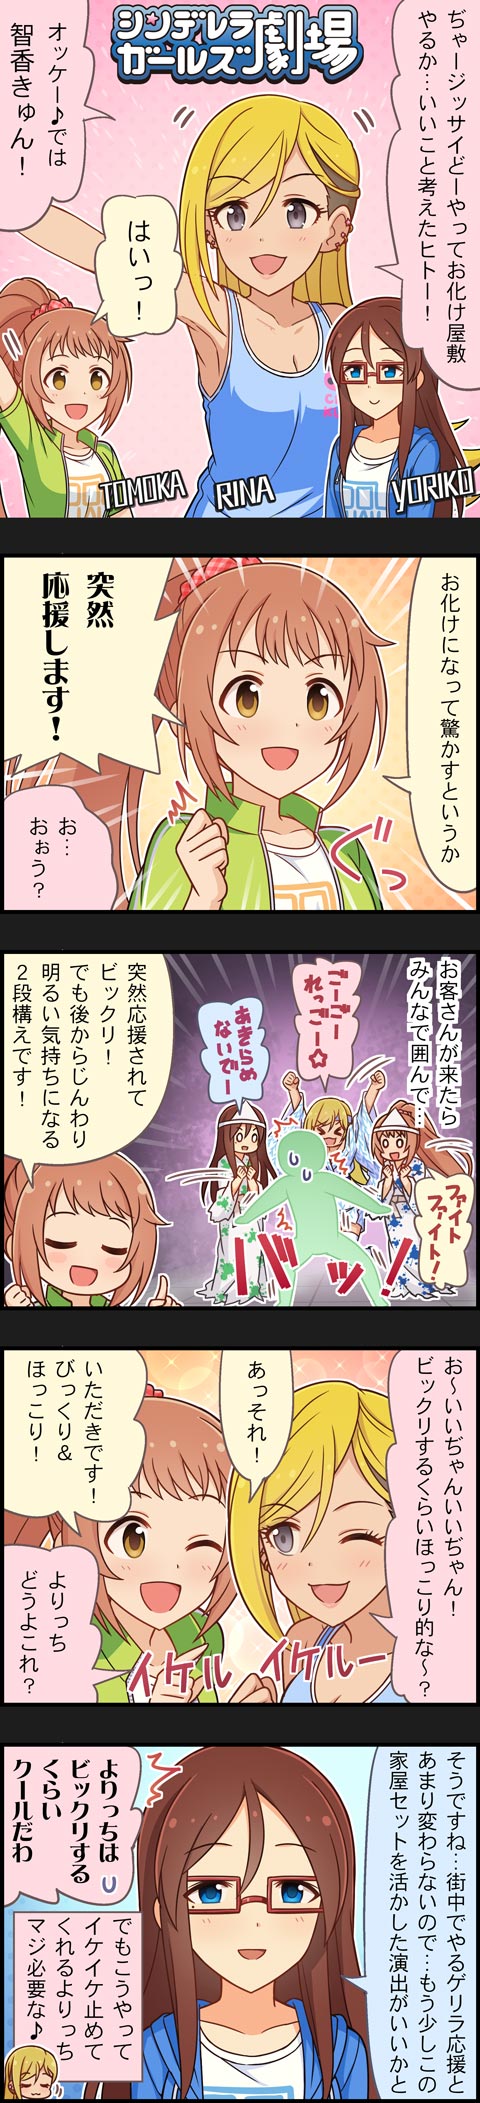 シンデレラ
ガールズ劇場
ぢゃージッサイどーやってお化け屋敷
やるか…いいこと考えたヒトー！
はいっ！
オッケー♪では
智香きゅん！
TOMOKA
RINA
YORIKO
お化けになって驚かすというか
突然
応援します！
ぐっ
お…
おぉう？
お客さんが来たら
みんなで囲んで…
ごーごー
れっごー☆
あきらめ
ないでー
ファイト
ファイト！
バッ！
突然応援されて
ビックリ！
でも後からじんわり
明るい気持ちになる
２段構えです！
お〜いいぢゃんいいぢゃん！
ビックリするくらいほっこり的な〜？
あっそれ！
いただきです！
びっくり＆
ほっこり！
イケル
イケルー
よりっち
どうよこれ？
そうですね…街中でやるゲリラ応援と
あまり変わらないので…もう少しこの
家屋セットを活かした演出がいいかと
よりっちは
ビックリする
くらい
クールだわ
でもこうやって
イケイケ止めて
くれるよりっち
マジ必要な♪